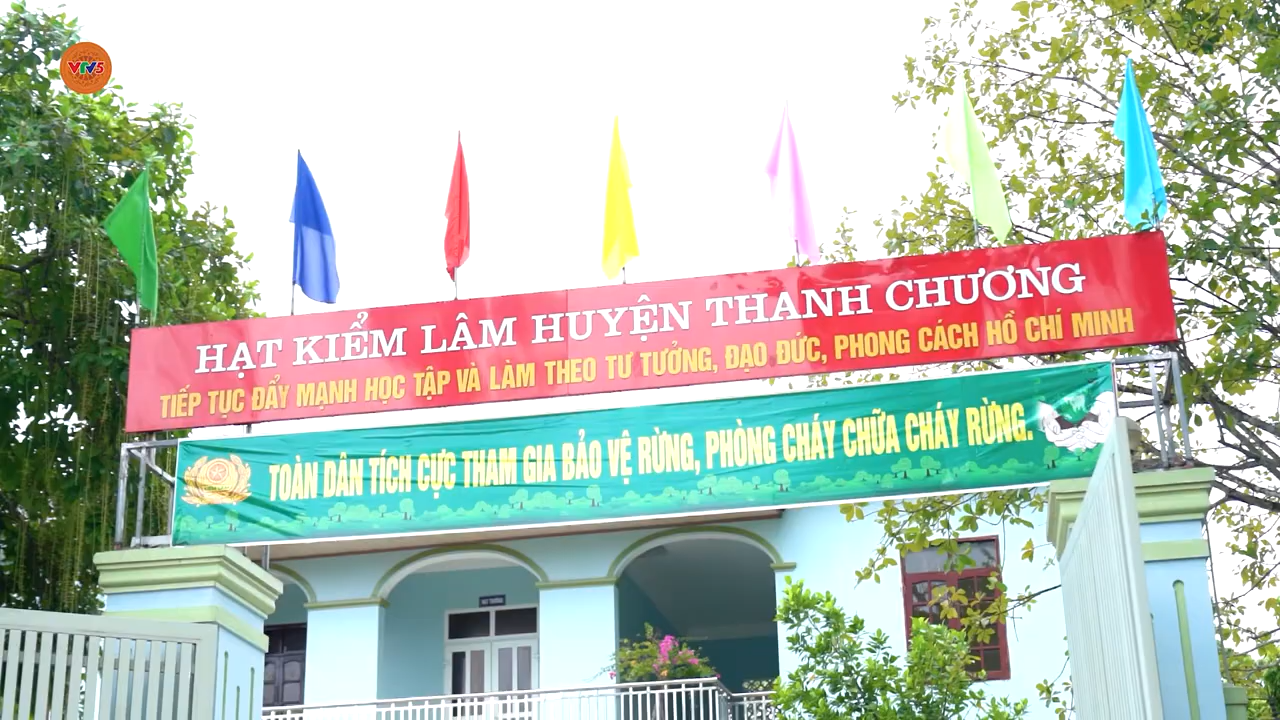 VTV5
HẠT KIỂM LÂM HUYỆN THANH CHƯƠNG
TIẾP TỤC ĐẨY MẠNH HỌC TẬP VÀ LÀM THEO TƯ TƯỞNG, ĐẠO ĐỨC, PHONG CÁCH HỒ CHÍ MINH
TOÀN DÂN TÍCH CỰC THAM GIA BẢO VỆ RỪNG, PHÒNG CHÁY CHỮA CHÁY RỪNG.